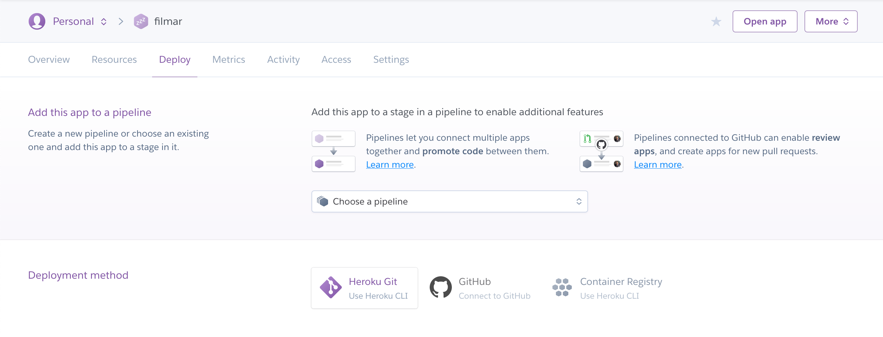 Personal > filmar Open app More
Overview Resources Deploy Metrics Activity Access Settings
Add this app to a pipeline
Create a new pipeline or choose an existing
one and add this app to a stage in it.
Add this app to a stage in a pipeline to enable additional features
Pipelines let you connect multiple apps
together and promote code between them.
Learn more.
Pipelines connected to GitHub can enable review
apps, and create apps for new pull requests.
Learn more.
Choose a pipeline
Deployment method
Heroku Git
Use Heroku CLI
GitHub
Connect to GitHub
Container Registry
Use Heroku CLI